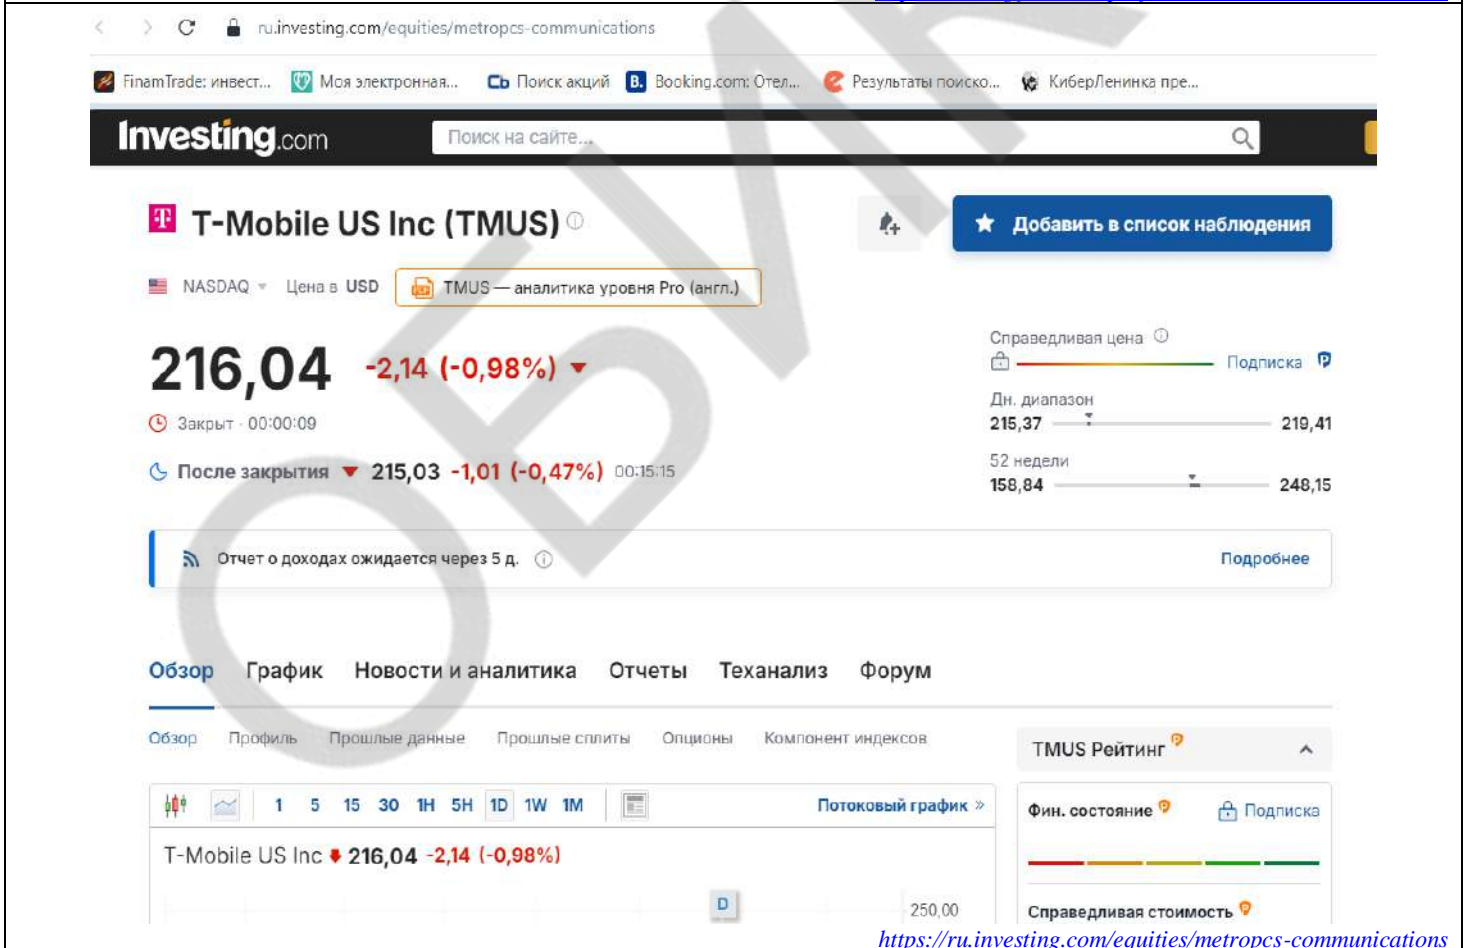 ru.investing.com/equities/metropcs-communications
FinamTrade: инвест... Моя электронная... Сь Поиск акций B. Booking.com: Отел... Результаты поиско... КиберЛенинка пре...
Investing.com Поиск на сайте...
T-Mobile US Inc (TMUS) Добавить в список наблюдения
NASDAQ Цена в USD TMUS — аналитика уровня Pro (англ.)
216,04 -2,14 (-0,98%)
Справедливая цена
Подписка
Закрыт · 00:00:09
Дн. диапазон
215,37 219,41
После закрытия 215,03 -1,01 (-0,47%) 00:15:15
52 недели
158,84 248,15
Отчет о доходах ожидается через 5 д. Подробнее
Обзор График Новости и аналитика Отчеты Теханализ Форум
Обзор Профиль Прошлые данные Прошлые сплиты Опционы Компонент индексов
TMUS Рейтинг
1 5 15 30 1H 5H 1D 1W 1M Потоковый график »
Фин. состояние Подписка
T-Mobile US Inc 216,04 -2,14 (-0,98%)
D
250,00
Справедливая стоимость
https://ru.investing.com/equities/metropcs-communications